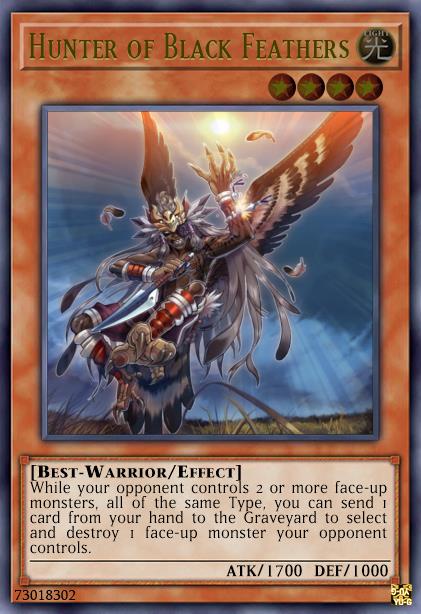 Hunter of Black Feathers
LIGHT
光
[Best-Warrior/Effect]
While your opponent controls 2 or more face-up
monsters, all of the same Type, you can send 1
card from your hand to the Graveyard to select
and destroy 1 face-up monster your opponent
controls.
ATK/1700 DEF/1000
73018302